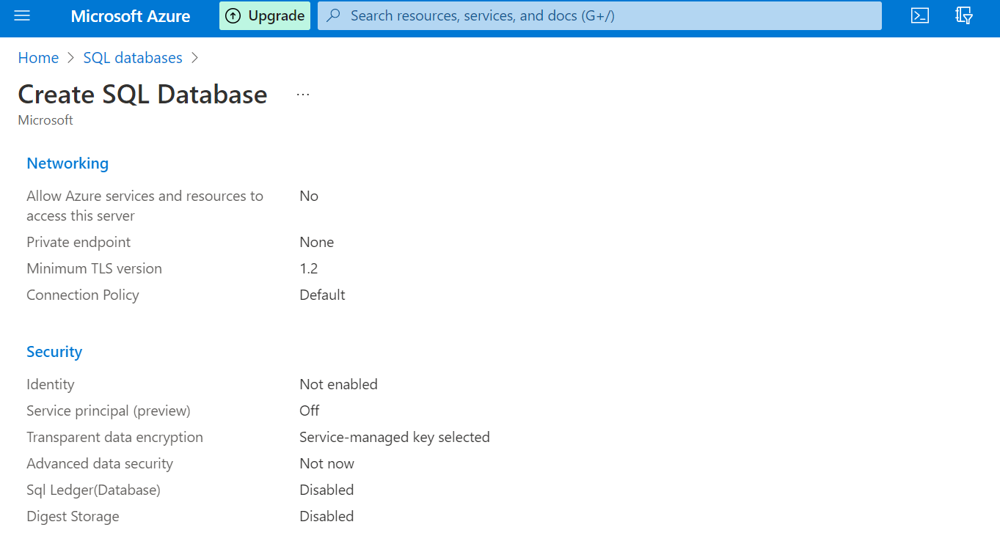 Microsoft Azure Upgrade Search resources, services, and docs (G+/)
Home > SQL databases >
Create SQL Database ...
Microsoft
Networking
Allow Azure services and resources to No
access this server
Private endpoint None
Minimum TLS version 1.2
Connection Policy Default
Security
Identity Not enabled
Service principal (preview) Off
Transparent data encryption Service-managed key selected
Advanced data security Not now
Sql Ledger(Database) Disabled
Digest Storage Disabled